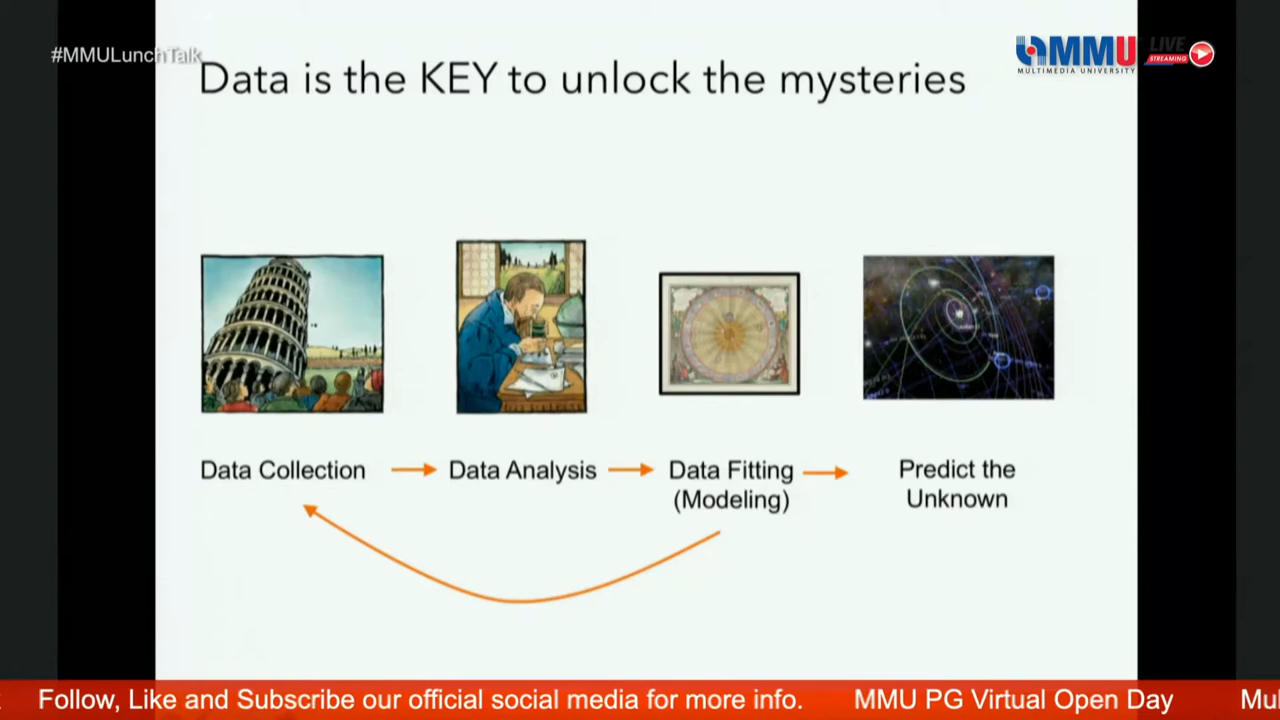 #MMULunchTalk
MMU
MULTIMEDIA UNIVERSITY
LIVE
STREAMING
Data is the KEY to unlock the mysteries
Data Collection
Data Analysis
Data Fitting
(Modeling)
Predict the
Unknown
Follow, Like and Subscribe our official social media for more info. MMU PG Virtual Open Day Mu